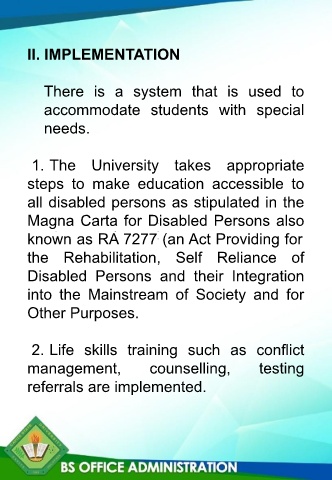 II. IMPLEMENTATION
There is a system that is used to
accommodate students with special
needs.
1. The University takes appropriate
steps to make education accessible to
all disabled persons as stipulated in the
Magna Carta for Disabled Persons also
known as RA 7277 (an Act Providing for
the Rehabilitation, Self Reliance of
Disabled Persons and their Integration
into the Mainstream of Society and for
Other Purposes.
2. Life skills training such as conflict
management, counselling, testing
referrals are implemented.
BS OFFICE ADMINISTRATION